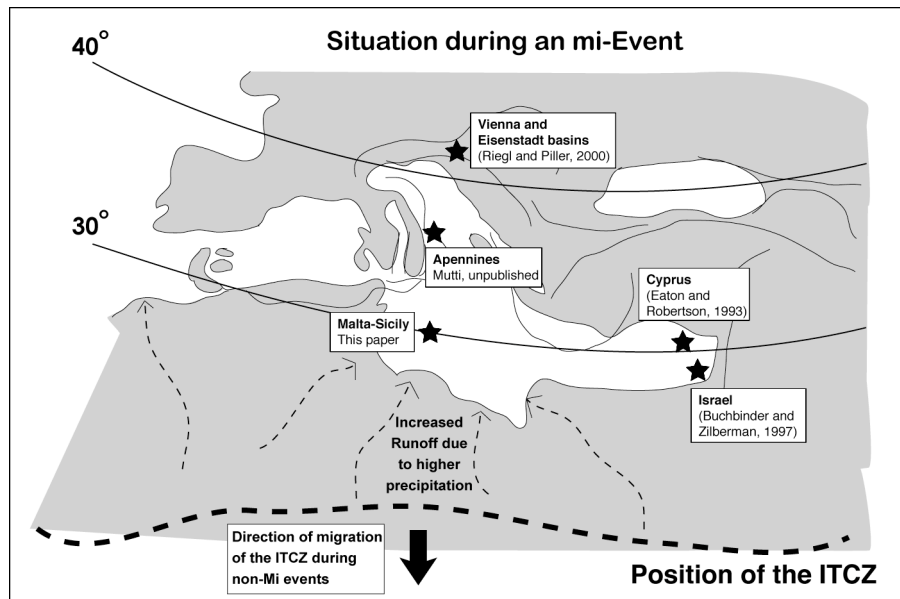 Situation during an mi-Event
40°
Vienna and
Eisenstadt basins
(Riegl and Piller, 2000)
30°
Apennines
Mutti, unpublished
Cyprus
(Eaton and
Robertson, 1993)
Malta-Sicily
This paper
Israel
(Buchbinder and
Zilberman, 1997)
Increased
Runoff due
to higher
precipitation
Direction of migration
of the ITCZ during
non-Mi events
Position of the ITCZ